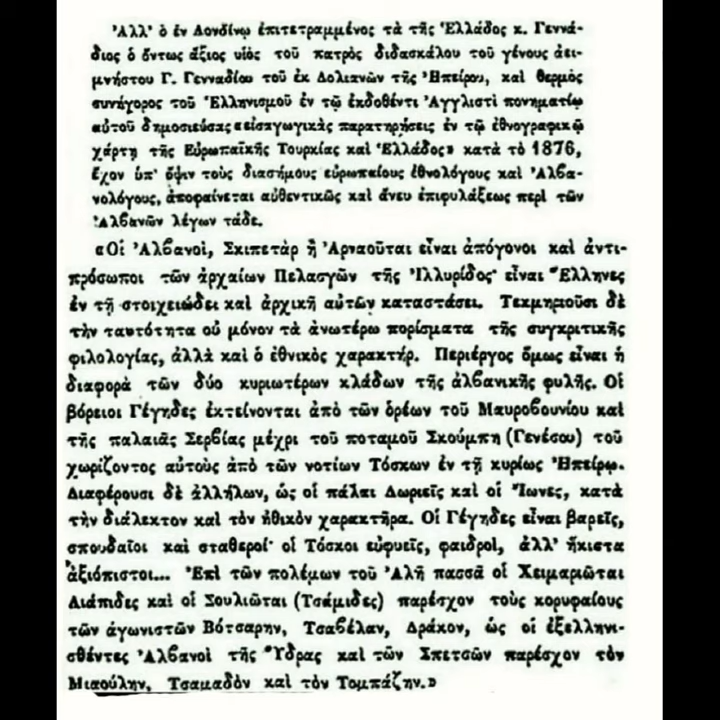 Ἀλλ' ὁ ἐν Λονδίνῳ ἐπιτετραμμένος τὰ τῆς Ἑλλάδος κ. Γεννά-
διος ὁ ὄντως ἄξιος υἱὸς τοῦ πατρὸς διδασκάλου τοῦ γένους ἀει-
μνήστου Γ. Γενναδίου τοῦ ἐκ Δολιανῶν τῆς Ἠπείρου, καὶ θερμὸς
συνήγορος τοῦ Ἑλληνισμοῦ ἐν τῷ ἐκδοθέντι Ἀγγλιστὶ πονηματίῳ
αὐτοῦ δημοσιεύσας «εἰσαγωγικὰς παρατηρήσεις ἐν τῷ ἐθνογραφικῷ
χάρτῃ τῆς Εὐρωπαϊκῆς Τουρκίας καὶ Ἑλλάδος» κατὰ τὸ 1876,
ἔχον ὑπ' ὄψιν τοὺς διασήμους εὐρωπαίους ἐθνολόγους καὶ Ἀλβα-
νολόγους, ἀποφαίνεται αὐθεντικῶς καὶ ἄνευ ἐπιφυλάξεως περὶ τῶν
Ἀλβανῶν λέγων τάδε.
«Οἱ Ἀλβανοὶ, Σκιπετὰρ ἢ Ἀρναοῦται εἶναι ἀπόγονοι καὶ ἀντι-
πρόσωποι τῶν ἀρχαίων Πελασγῶν τῆς Ἰλλυρίδος· εἶναι Ἕλληνες
ἐν τῇ στοιχειώδει καὶ ἀρχικῇ αὐτῶν καταστάσει. Τεκμηριοῦσι δὲ
τὴν ταυτότητα οὐ μόνον τὰ ἀνωτέρω πορίσματα τῆς συγκριτικῆς
φιλολογίας, ἀλλὰ καὶ ὁ ἐθνικὸς χαρακτήρ. Περιέργος ὅμως εἶναι ἡ
διαφορὰ τῶν δύο κυριωτέρων κλάδων τῆς ἀλβανικῆς φυλῆς. Οἱ
βόρειοι Γέγηδες ἐκτείνονται ἀπὸ τῶν ὀρέων τοῦ Μαυροβουνίου καὶ
τῆς παλαιᾶς Σερβίας μέχρι τοῦ ποταμοῦ Σκούμπη (Γενέσου) τοῦ
χωρίζοντος αὐτοὺς ἀπὸ τῶν νοτίων Τόσκων ἐν τῇ κυρίως Ἠπείρῳ.
Διαφέρουσι δὲ ἀλλήλων, ὡς οἱ πάλαι Δωριεῖς καὶ οἱ Ἴωνες, κατὰ
τὴν διάλεκτον καὶ τὸν ἠθικὸν χαρακτῆρα. Οἱ Γέγηδες εἶναι βαρεῖς,
σπουδαῖοι καὶ σταθεροί· οἱ Τόσκοι εὐφυεῖς, φαιδροὶ, ἀλλ' ἥκιστα
ἀξιόπιστοι... Ἐπὶ τῶν πολέμων τοῦ Ἀλῆ πασσᾶ οἱ Χειμαριῶται
Λιάπιδες καὶ οἱ Σουλιῶται (Τσάμιδες) παρέσχον τοὺς κορυφαίους
τῶν ἀγωνιστῶν Βότσαρην, Τσαβέλαν, Δράκον, ὡς οἱ ἐξελληνι-
σθέντες Ἀλβανοὶ τῆς Ὕδρας καὶ τῶν Σπετσῶν παρέσχον τὸν
Μιαούλην, Τσαμαδὸν καὶ τὸν Τομπάζην.»